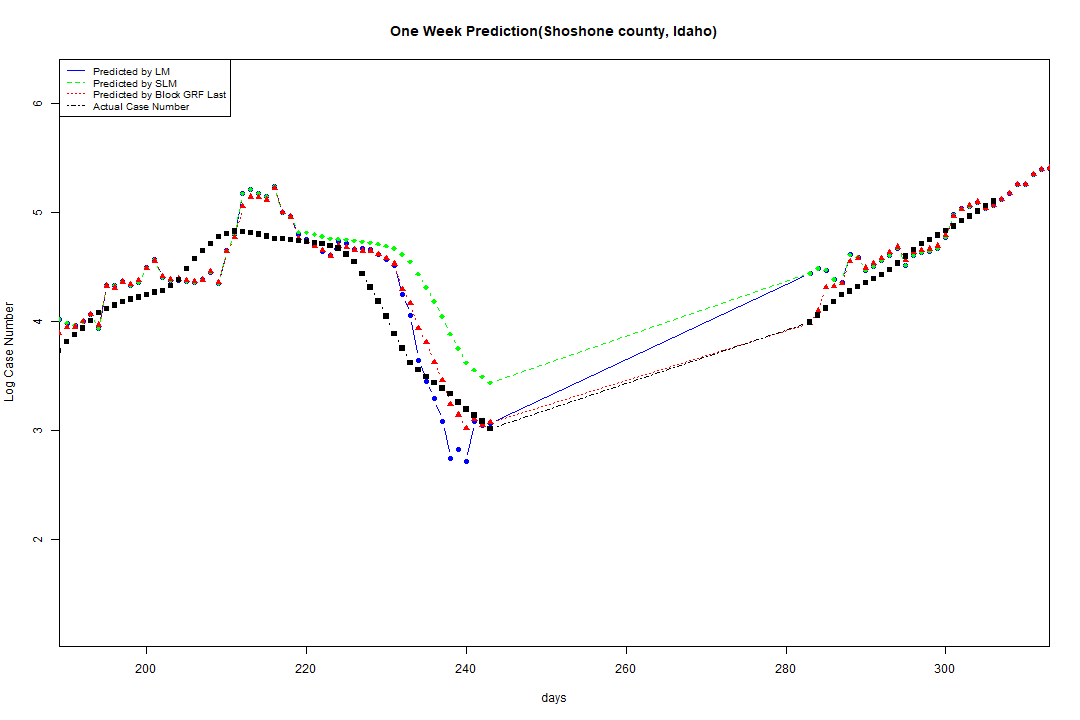 One Week Prediction(Shoshone county, Idaho)
Predicted by LM
Predicted by SLM
Predicted by Block GRF Last
Actual Case Number
6
5
4
3
2
Log Case Number
200 220 240 260 280 300
days